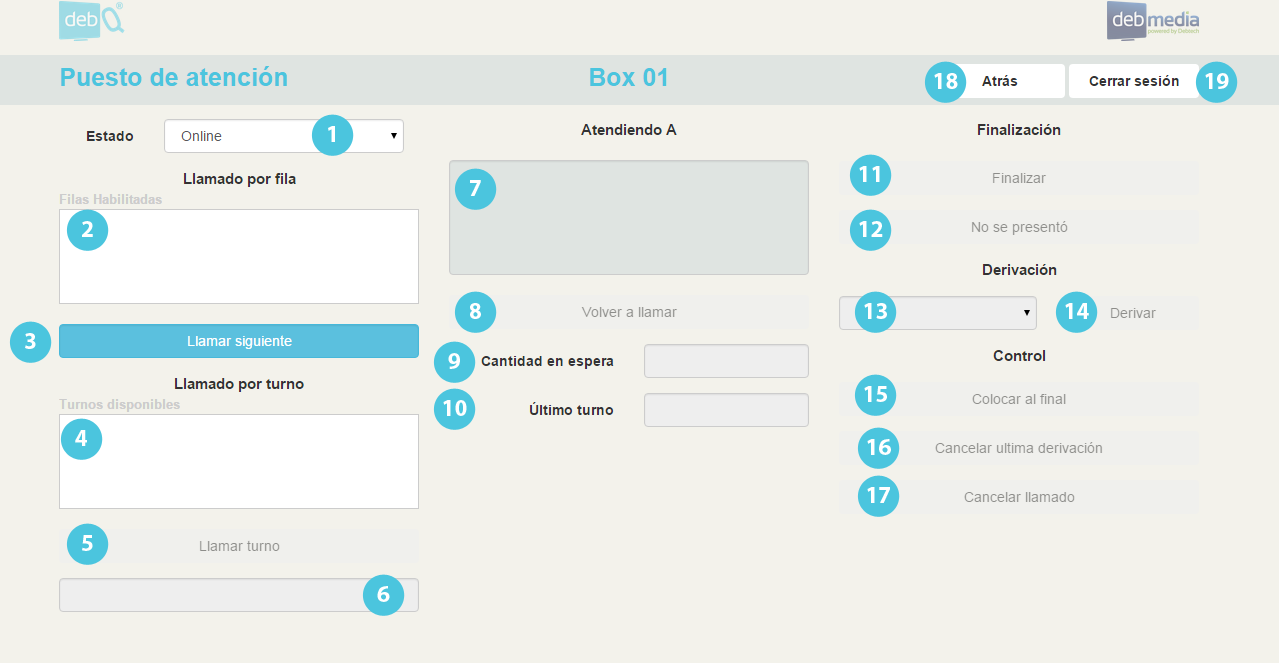 debQ®
debmedia
powered by Debtech
Puesto de atención
Box 01
18 Atrás
Cerrar sesión 19
Estado
Online 1
Llamado por fila
Filas Habilitadas
2
3 Llamar siguiente
Llamado por turno
Turnos disponibles
4
5 Llamar turno
6
Atendiendo A
7
8 Volver a llamar
9 Cantidad en espera
10 Último turno
Finalización
11 Finalizar
12 No se presentó
Derivación
13
14 Derivar
Control
15 Colocar al final
16 Cancelar ultima derivación
17 Cancelar llamado